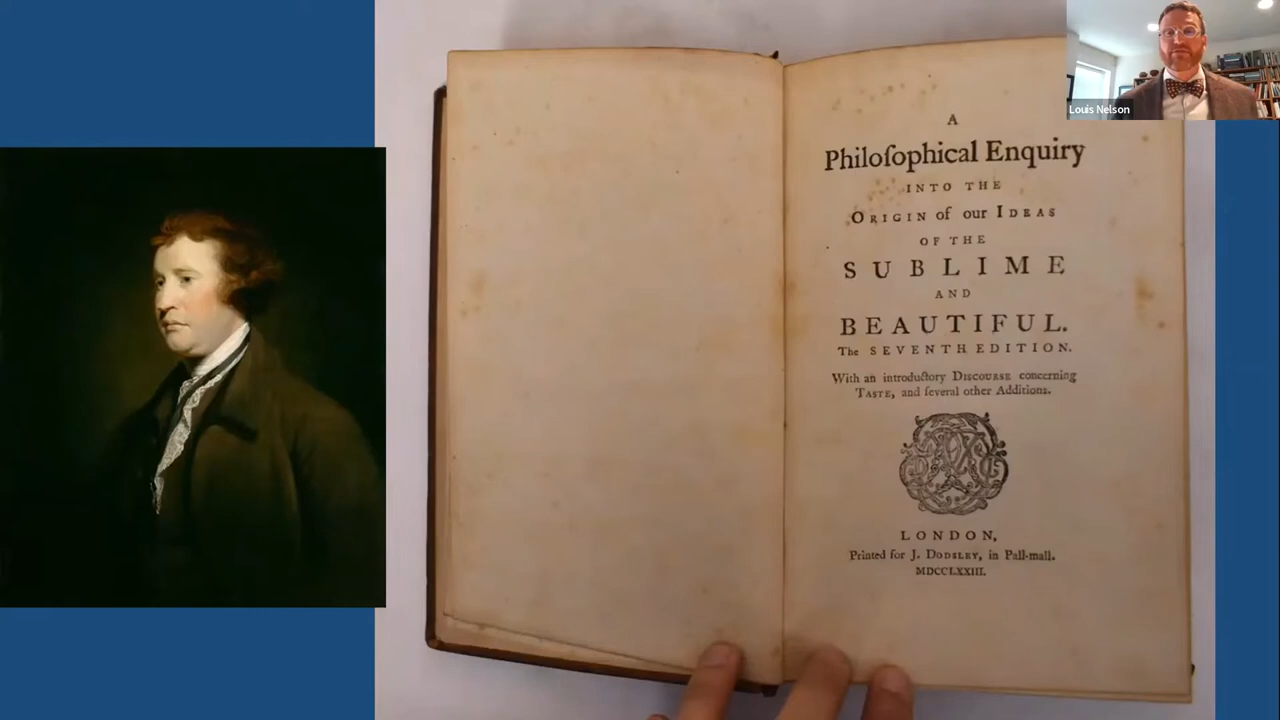 Louis Nelson
A
Philoſophical Enquiry
INTO THE
ORIGIN of our IDEAS
OF THE
SUBLIME
AND
BEAUTIFUL.
The SEVENTH EDITION.
With an introductory DISCOURSE concerning
TASTE, and ſeveral other Additions.
LONDON,
Printed for J. DODSLEY, in Pall-mall.
MDCCLXXIII.